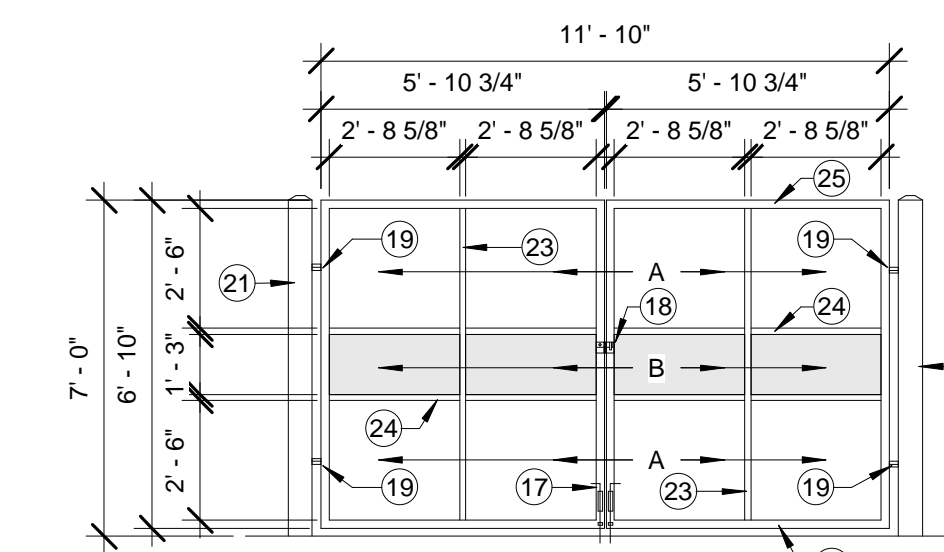 11' - 10"
5' - 10 3/4" 5' - 10 3/4"
2' - 8 5/8" 2' - 8 5/8" 2' - 8 5/8" 2' - 8 5/8"
25
19 23 19
2' - 6"
21
A
18
24
7' - 0"
6' - 10"
1' - 3"
B
24
2' - 6"
A
19 17 23 19